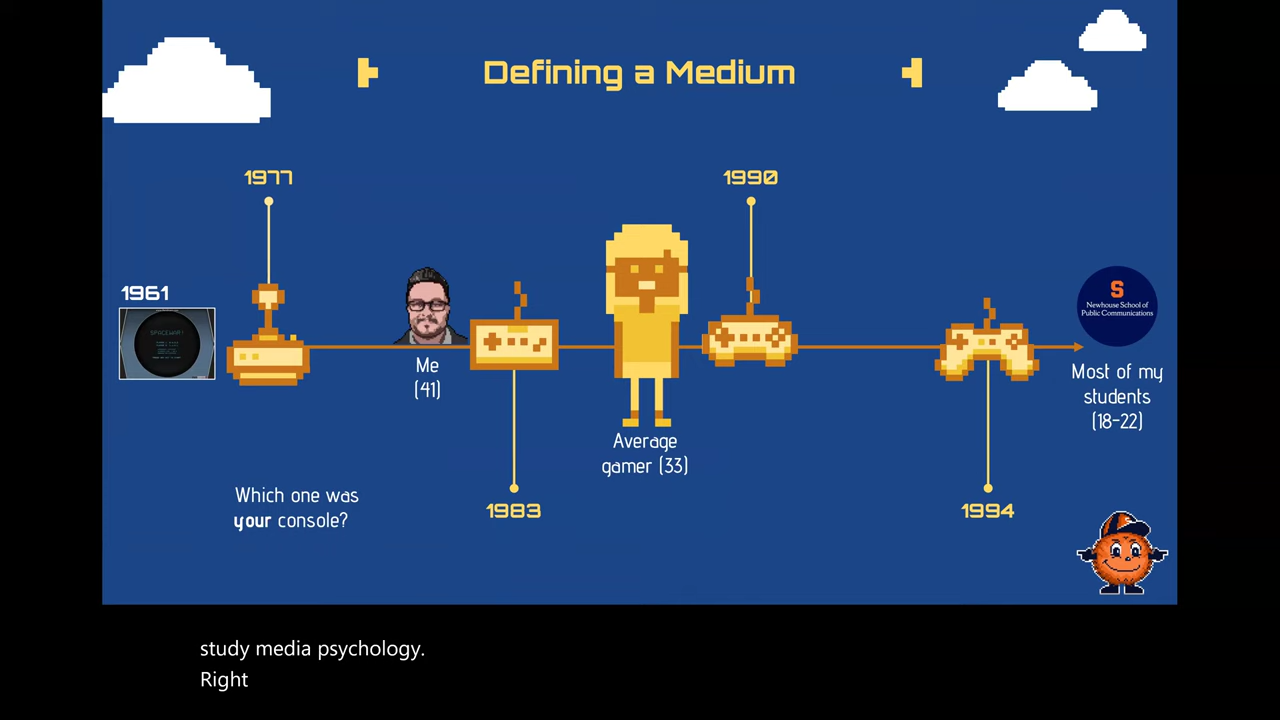 Defining a Medium
1977
1990
1961
SPACEWAR!
S
Newhouse School of
Public Communications
Me
(41)
Most of my
students
(18-22)
Average
gamer (33)
Which one was
your console?
1983
1994
study media psychology.
Right